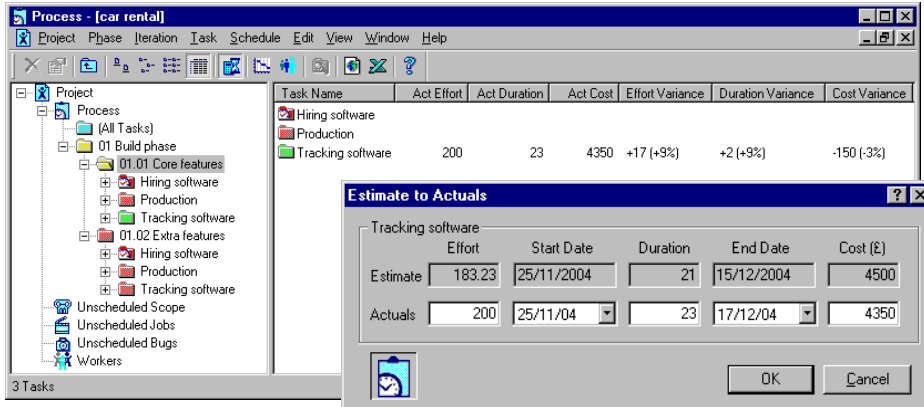 Process - [car rental]
Project Phase Iteration Task Schedule Edit View Window Help
Project
Process
(All Tasks)
01 Build phase
01.01 Core features
Hiring software
Production
Tracking software
01.02 Extra features
Hiring software
Production
Tracking software
Unscheduled Scope
Unscheduled Jobs
Unscheduled Bugs
Workers
Task Name Act Effort Act Duration Act Cost Effort Variance Duration Variance Cost Variance
Hiring software
Production
Tracking software 200 23 4350 +17 (+9%) +2 (+9%) -150 (-3%)
Estimate to Actuals
Tracking software
Effort Start Date Duration End Date Cost (£)
Estimate 183.23 25/11/2004 21 15/12/2004 4500
Actuals 200 25/11/04 23 17/12/04 4350
OK Cancel
3 Tasks